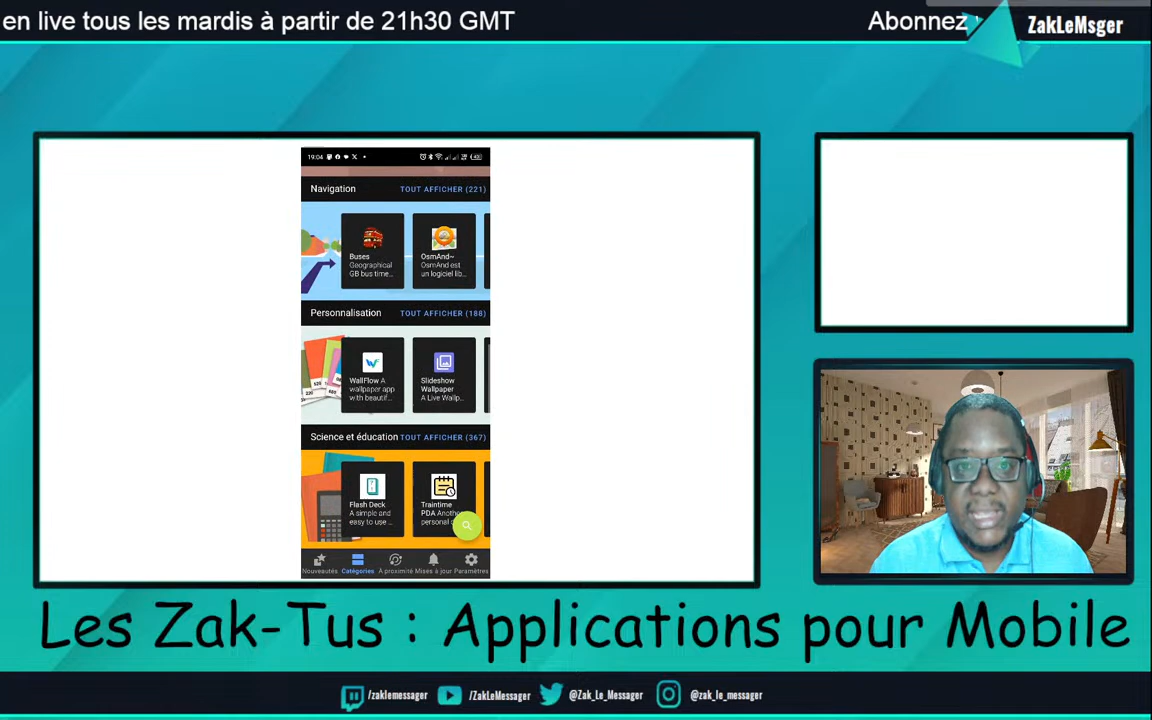 en live tous les mardis à partir de 21h30 GMT
Abonnez
ZakLeMsger
19:04
Navigation TOUT AFFICHER (221)
Buses
Geographical
GB bus time...
OsmAnd~
OsmAnd est
un logiciel lib...
Personnalisation TOUT AFFICHER (188)
WallFlow A
wallpaper app
with beautif...
Slideshow
Wallpaper
A Live Wallp...
Science et éducation TOUT AFFICHER (367)
Flash Deck
A simple and
easy to use ...
Traintime
PDA Anothe
personal
Nouveautés Catégories À proximité Mises à jour Paramètres
Les Zak-Tus : Applications pour Mobile
/zaklemessager /ZakLeMessager @Zak_Le_Messager @zak_le_messager